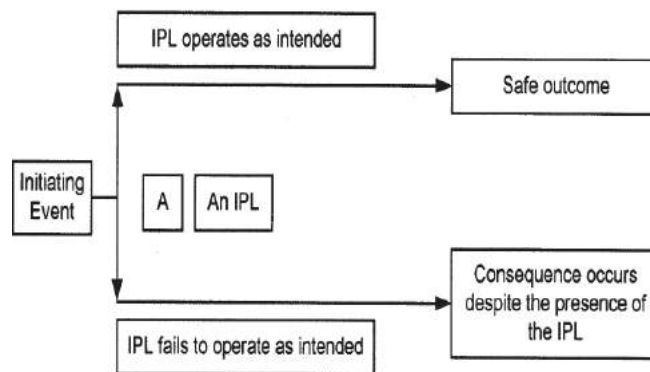 IPL operates as intended
Safe outcome
Initiating
Event
A
An IPL
Consequence occurs
despite the presence of
the IPL
IPL fails to operate as intended